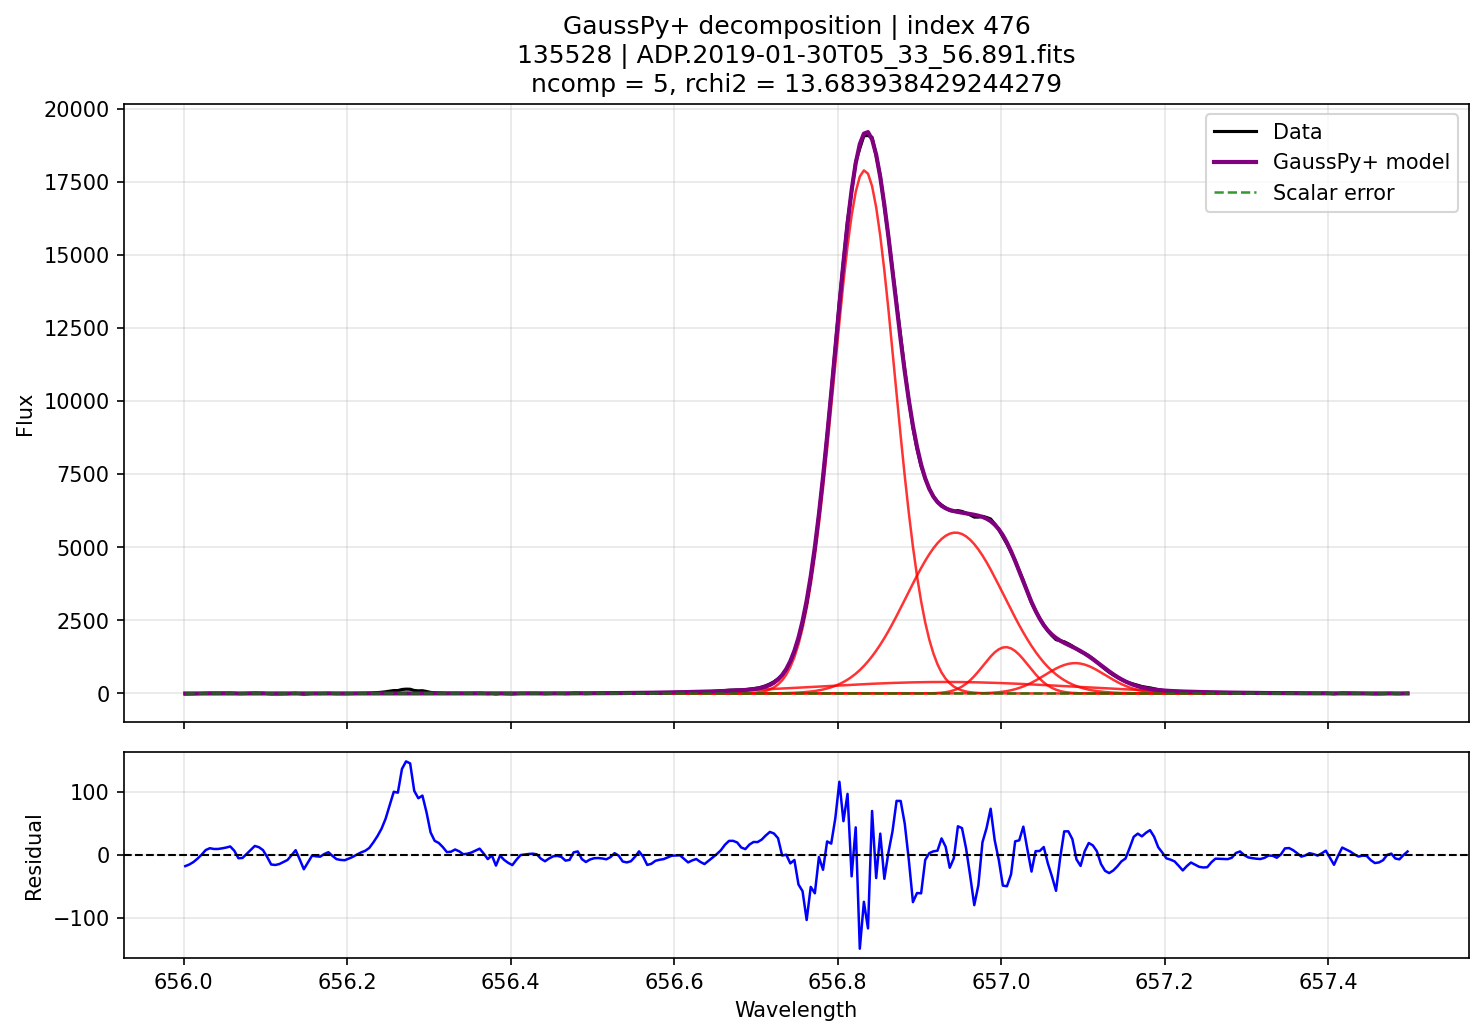 GaussPy+ decomposition | index 476
135528 | ADP.2019-01-30T05_33_56.891.fits
ncomp = 5, rchi2 = 13.683938429244279
20000
17500
15000
12500
10000
7500
5000
2500
0
Flux
Data
GaussPy+ model
Scalar error
100
0
−100
Residual
656.0
656.2
656.4
656.6
656.8
657.0
657.2
657.4
Wavelength